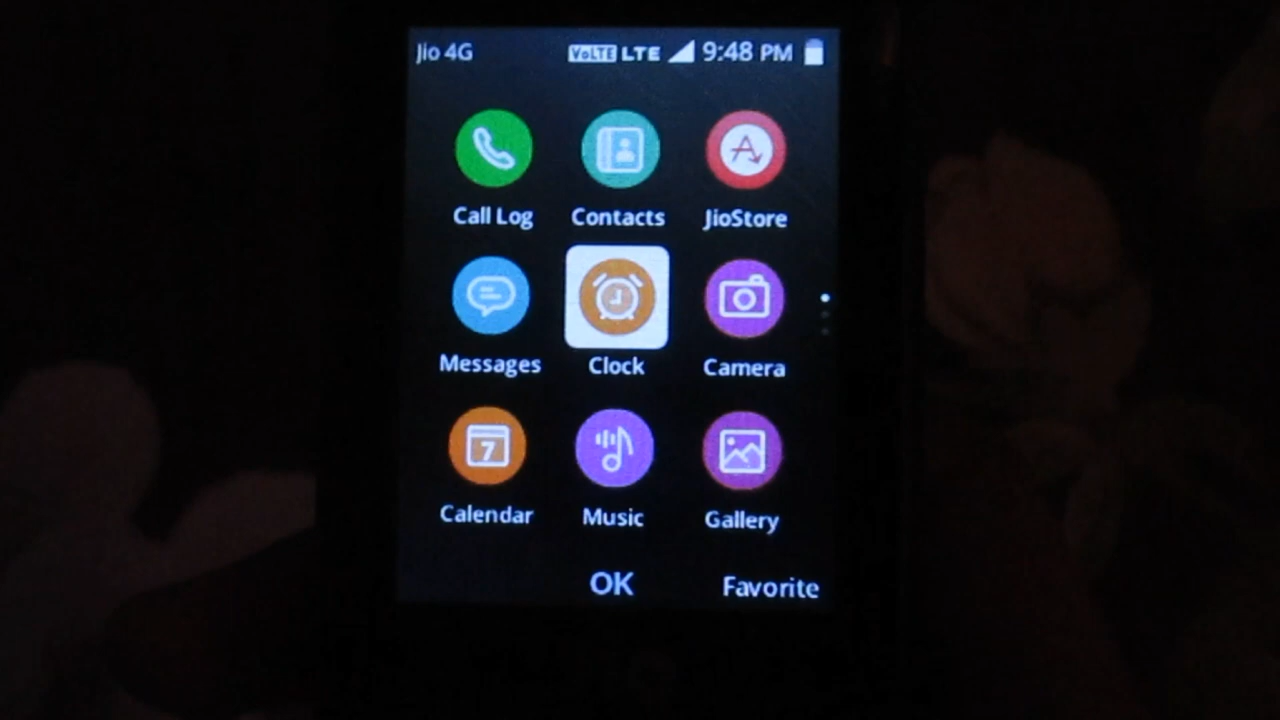 Jio 4G VoLTE LTE 9:48 PM
Call Log Contacts JioStore
Messages Clock Camera
7
Calendar Music Gallery
OK Favorite